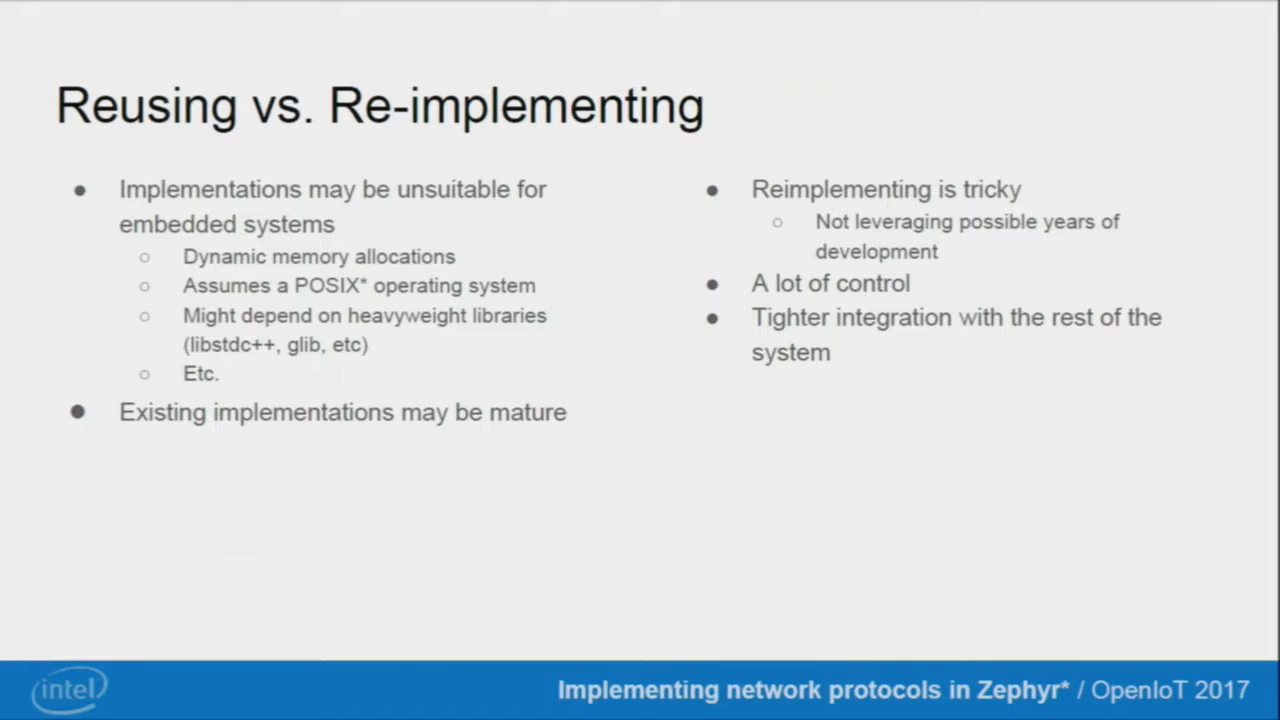 Reusing vs. Re-implementing
● Implementations may be unsuitable for
embedded systems
○ Dynamic memory allocations
○ Assumes a POSIX* operating system
○ Might depend on heavyweight libraries
(libstdc++, glib, etc)
○ Etc.
● Existing implementations may be mature
● Reimplementing is tricky
○ Not leveraging possible years of
development
● A lot of control
● Tighter integration with the rest of the
system
intel
Implementing network protocols in Zephyr* / OpenIoT 2017